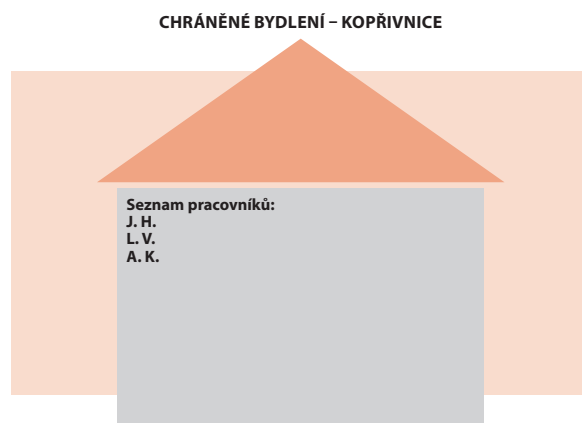 CHRÁNĚNÉ BYDLENÍ – KOPŘIVNICE
Seznam pracovníků:
J. H.
L. V.
A. K.